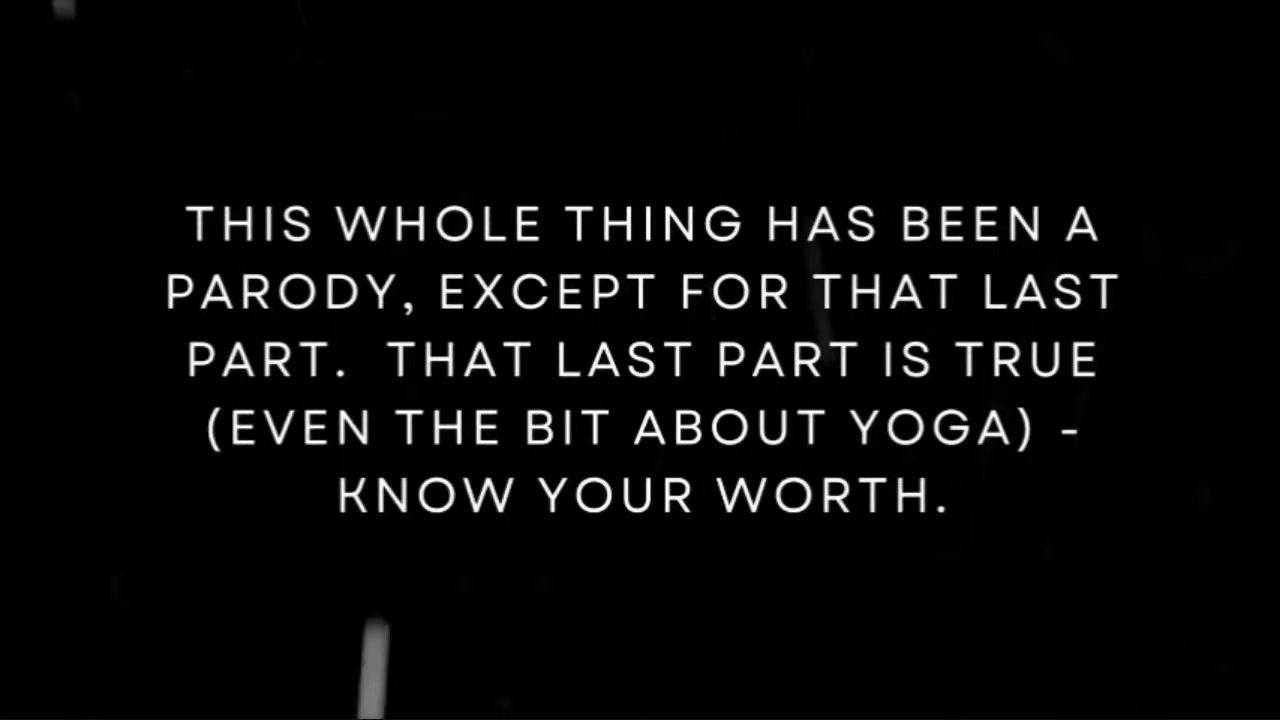 THIS WHOLE THING HAS BEEN A
PARODY, EXCEPT FOR THAT LAST
PART.  THAT LAST PART IS TRUE
(EVEN THE BIT ABOUT YOGA) -
KNOW YOUR WORTH.